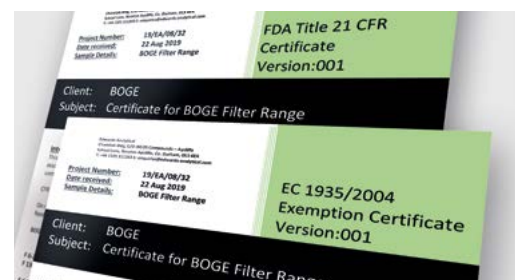 Project Number: 19/EA/08/32
Date received: 22 Aug 2019
Sample Details: BOGE Filter Range
FDA Title 21 CFR
Certificate
Version:001
Client: BOGE
Subject: Certificate for BOGE Filter Range
Edwards Analytical
Project Number: 19/EA/08/32
Date received: 22 Aug 2019
Sample Details: BOGE Filter Range
EC 1935/2004
Exemption Certificate
Version:001
Client: BOGE
Subject: Certificate for BOGE Filter Range